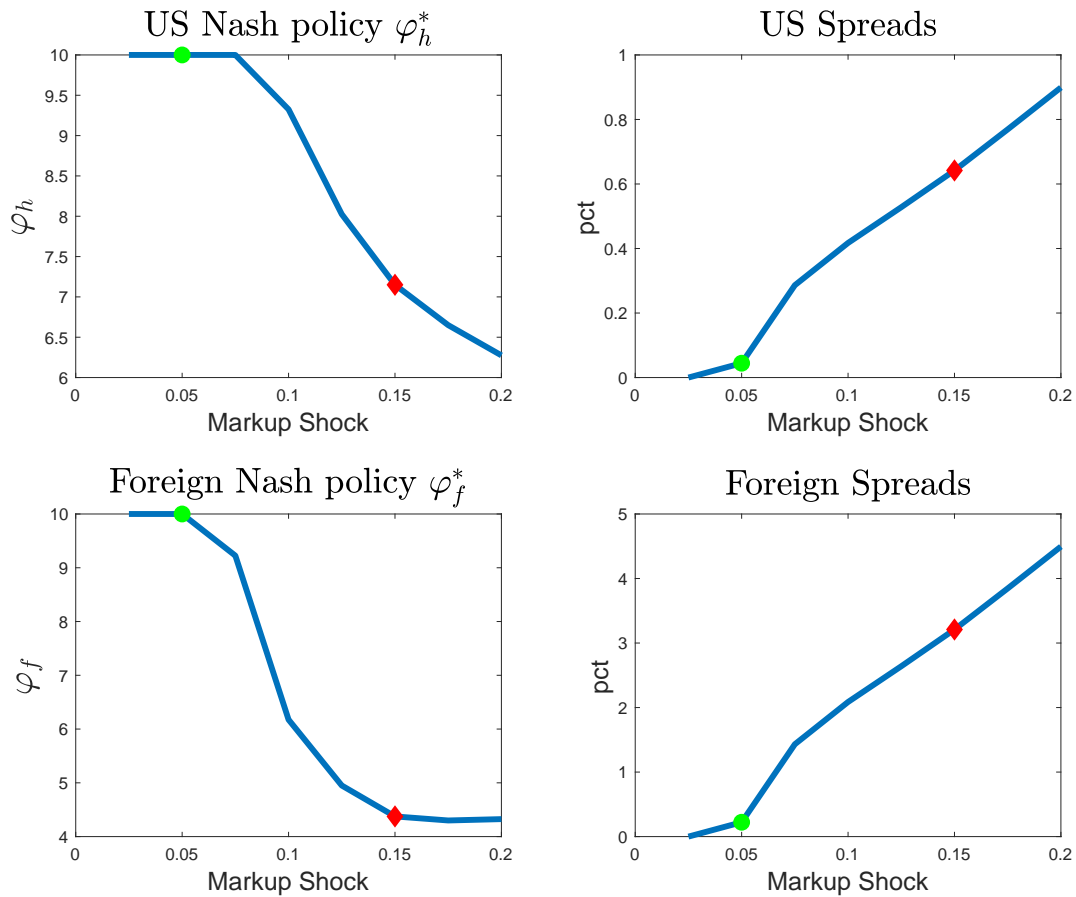 US Nash policy φ*h
10
9.5
9
8.5
8
7.5
7
6.5
6
φh
0 0.05 0.1 0.15 0.2
Markup Shock
US Spreads
1
0.8
0.6
0.4
0.2
0
pct
0 0.05 0.1 0.15 0.2
Markup Shock
Foreign Nash policy φ*f
10
9
8
7
6
5
4
φf
0 0.05 0.1 0.15 0.2
Markup Shock
Foreign Spreads
5
4
3
2
1
0
pct
0 0.05 0.1 0.15 0.2
Markup Shock